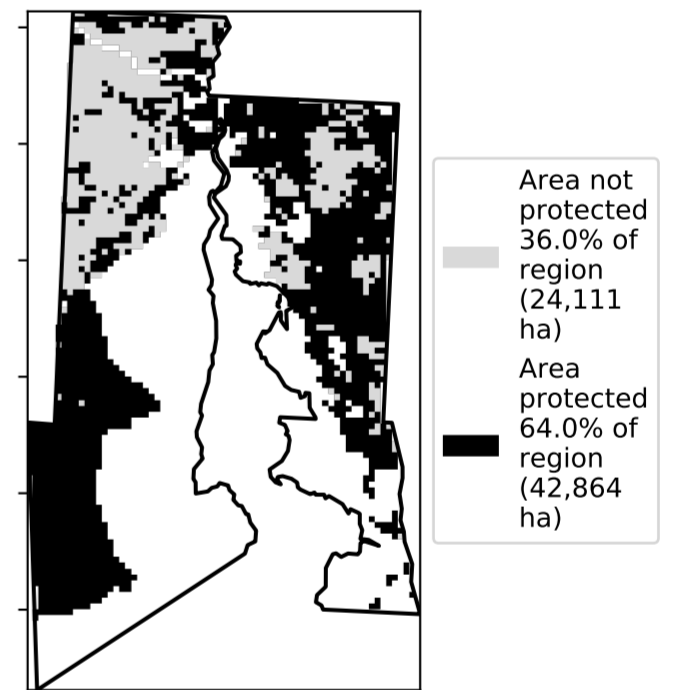 Area not
protected
36.0% of
region
(24,111
ha)
Area
protected
64.0% of
region
(42,864
ha)